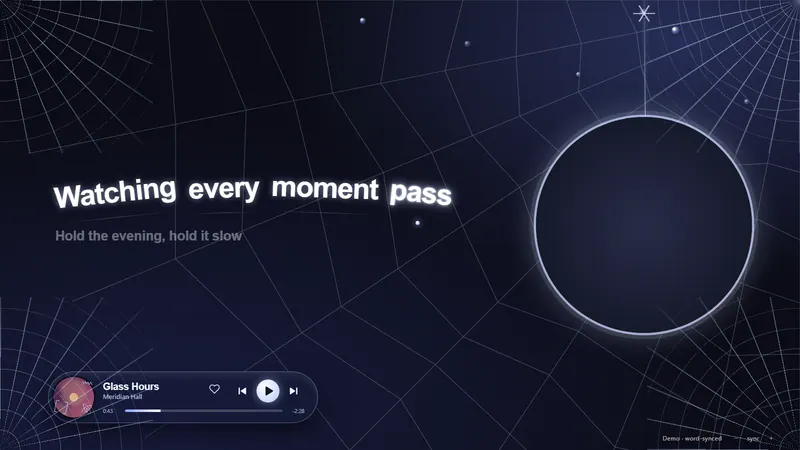 Watching every moment pass
Hold the evening, hold it slow
Glass Hours
Meridian Hall
0:43
-2:28
Demo · word-synced
− sync +